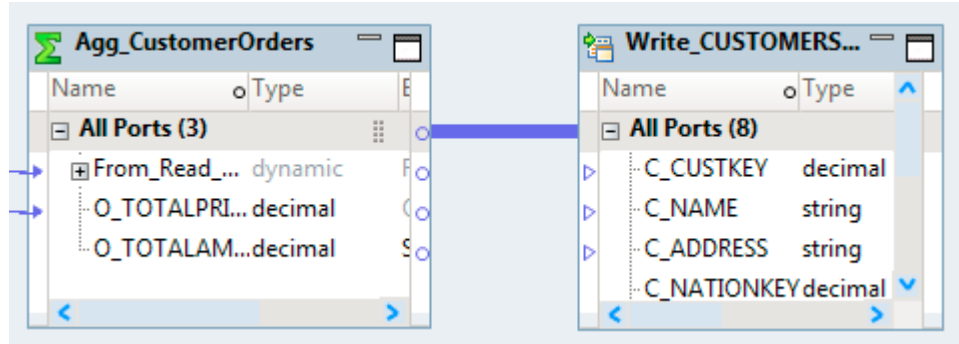 Agg_CustomerOrders
Name Type E
All Ports (3)
From_Read_... dynamic F
O_TOTALPRI... decimal
O_TOTALAM... decimal S
Write_CUSTOMERS...
Name Type
All Ports (8)
C_CUSTKEY decimal
C_NAME string
C_ADDRESS string
C_NATIONKEY decimal